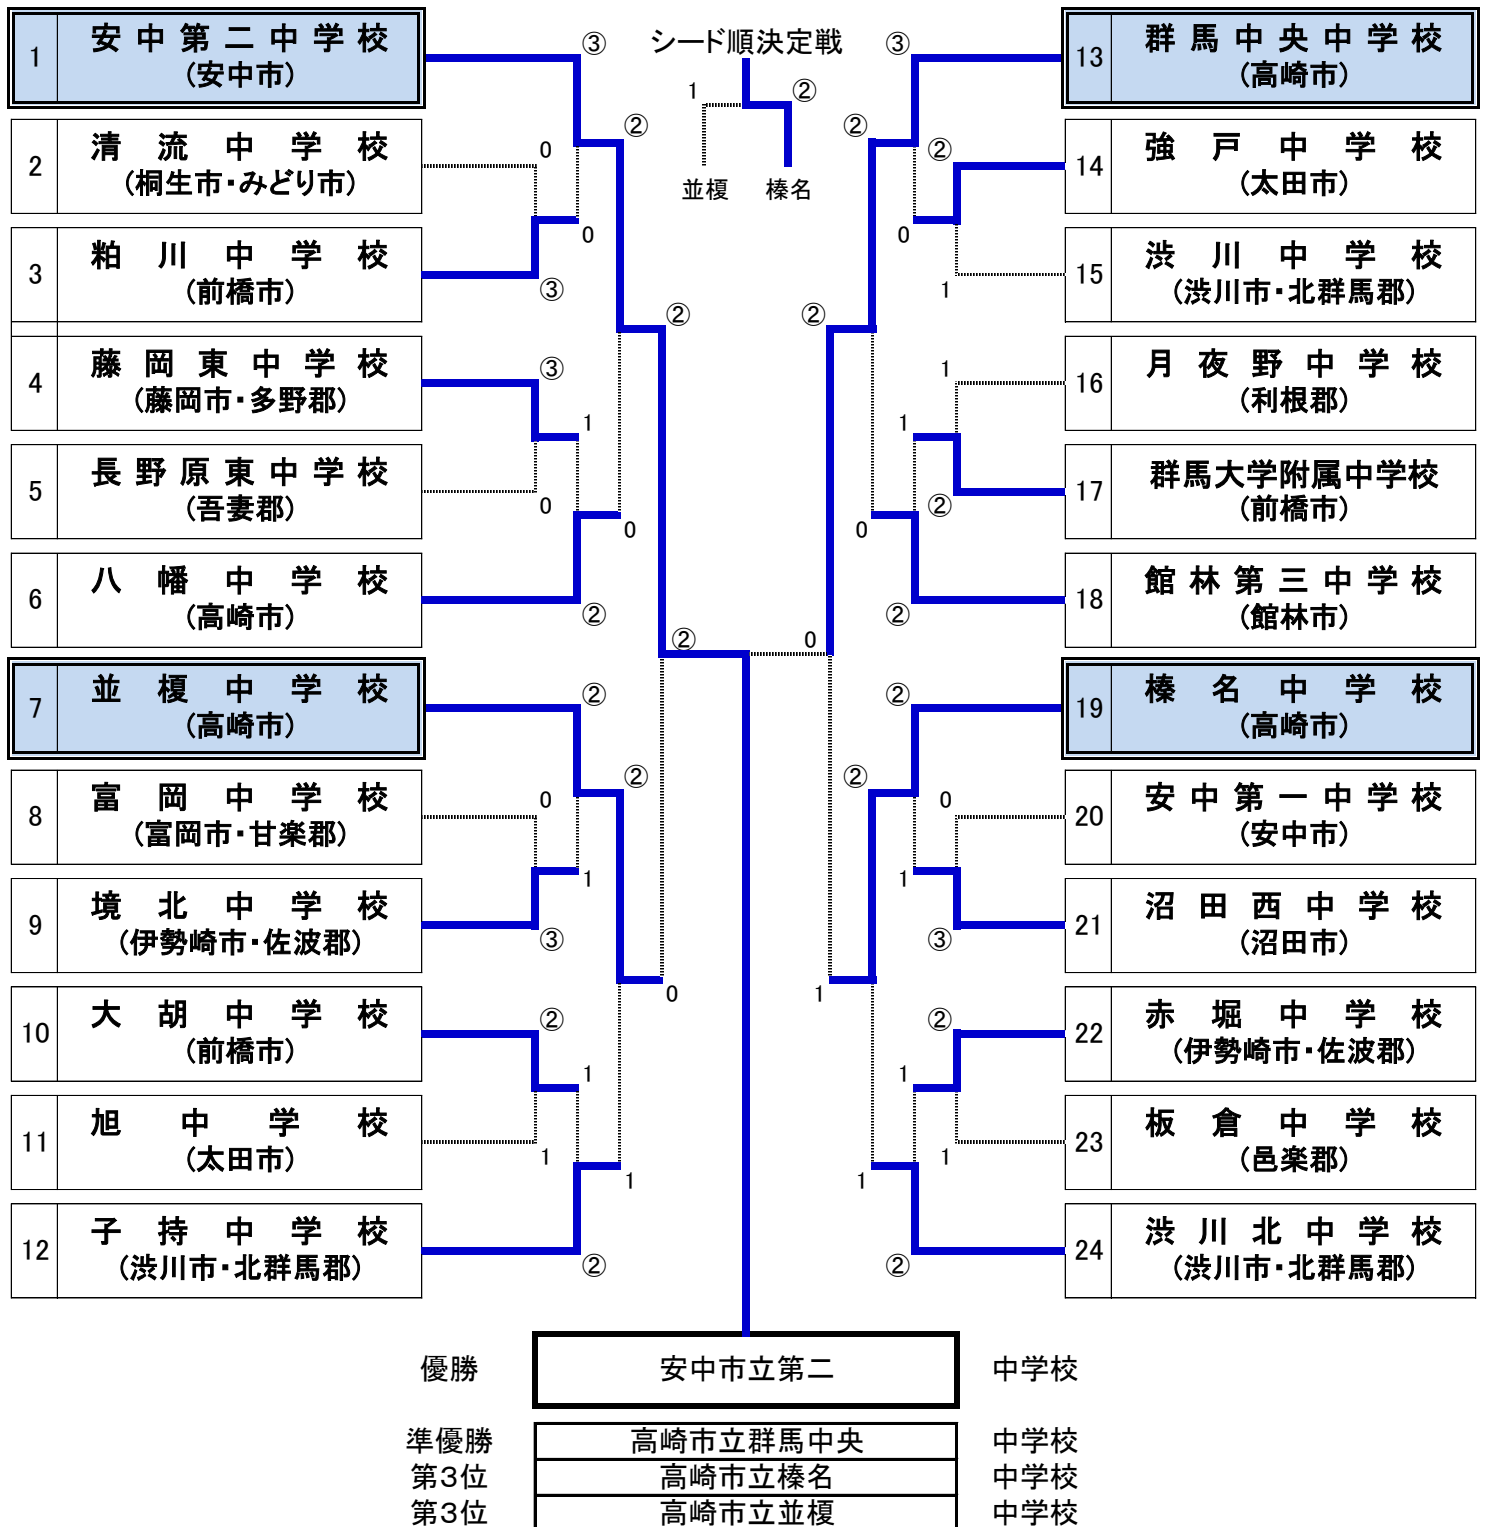 シード順決定戦
1 ②
並榎 榛名
1 安中第二中学校
(安中市)
③
2 清流中学校
(桐生市・みどり市)
0
②
0
3 粕川中学校
(前橋市)
③
②
4 藤岡東中学校
(藤岡市・多野郡)
③
1
5 長野原東中学校
(吾妻郡)
0
0
6 八幡中学校
(高崎市)
②
②
7 並榎中学校
(高崎市)
②
8 富岡中学校
(富岡市・甘楽郡)
0
②
1
9 境北中学校
(伊勢崎市・佐波郡)
③
0
10 大胡中学校
(前橋市)
②
1
11 旭中学校
(太田市)
1
1
12 子持中学校
(渋川市・北群馬郡)
②
13 群馬中央中学校
(高崎市)
③
②
14 強戸中学校
(太田市)
②
0
15 渋川中学校
(渋川市・北群馬郡)
1
②
16 月夜野中学校
(利根郡)
1
1
17 群馬大学附属中学校
(前橋市)
②
0
18 館林第三中学校
(館林市)
②
0
19 榛名中学校
(高崎市)
②
②
20 安中第一中学校
(安中市)
0
1
21 沼田西中学校
(沼田市)
③
1
22 赤堀中学校
(伊勢崎市・佐波郡)
②
1
23 板倉中学校
(邑楽郡)
1
1
24 渋川北中学校
(渋川市・北群馬郡)
②
優勝 安中市立第二 中学校
準優勝 高崎市立群馬中央 中学校
第3位 高崎市立榛名 中学校
第3位 高崎市立並榎 中学校